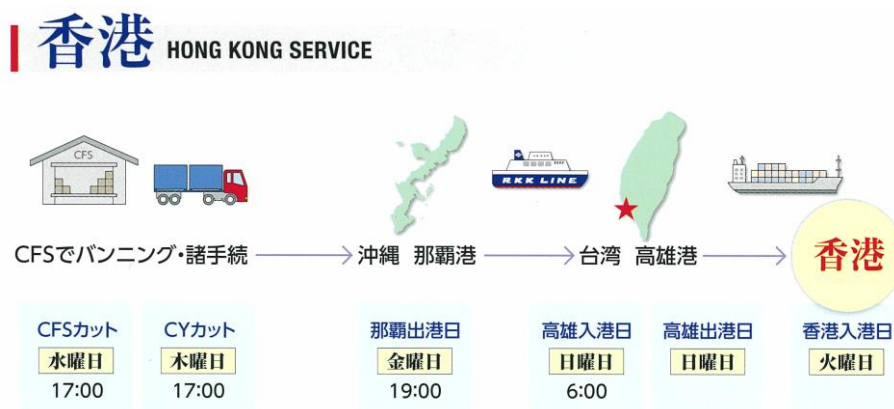 香港 HONG KONG SERVICE
CFS
RKK LINE
CFSでバンニング・諸手続
沖縄 那覇港
台湾 高雄港
香港
CFSカット
水曜日
17:00
CYカット
木曜日
17:00
那覇出港日
金曜日
19:00
高雄入港日
日曜日
6:00
高雄出港日
日曜日
香港入港日
火曜日